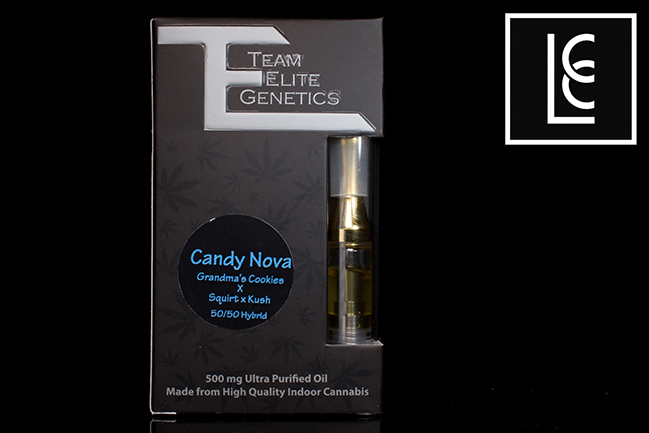 TEAM
ELITE
GENETICS
LCC
Candy Nova
Grandma's Cookies
X
Squirt x Kush
50/50 Hybrid
500 mg Ultra Purified Oil
Made from High Quality Indoor Cannabis